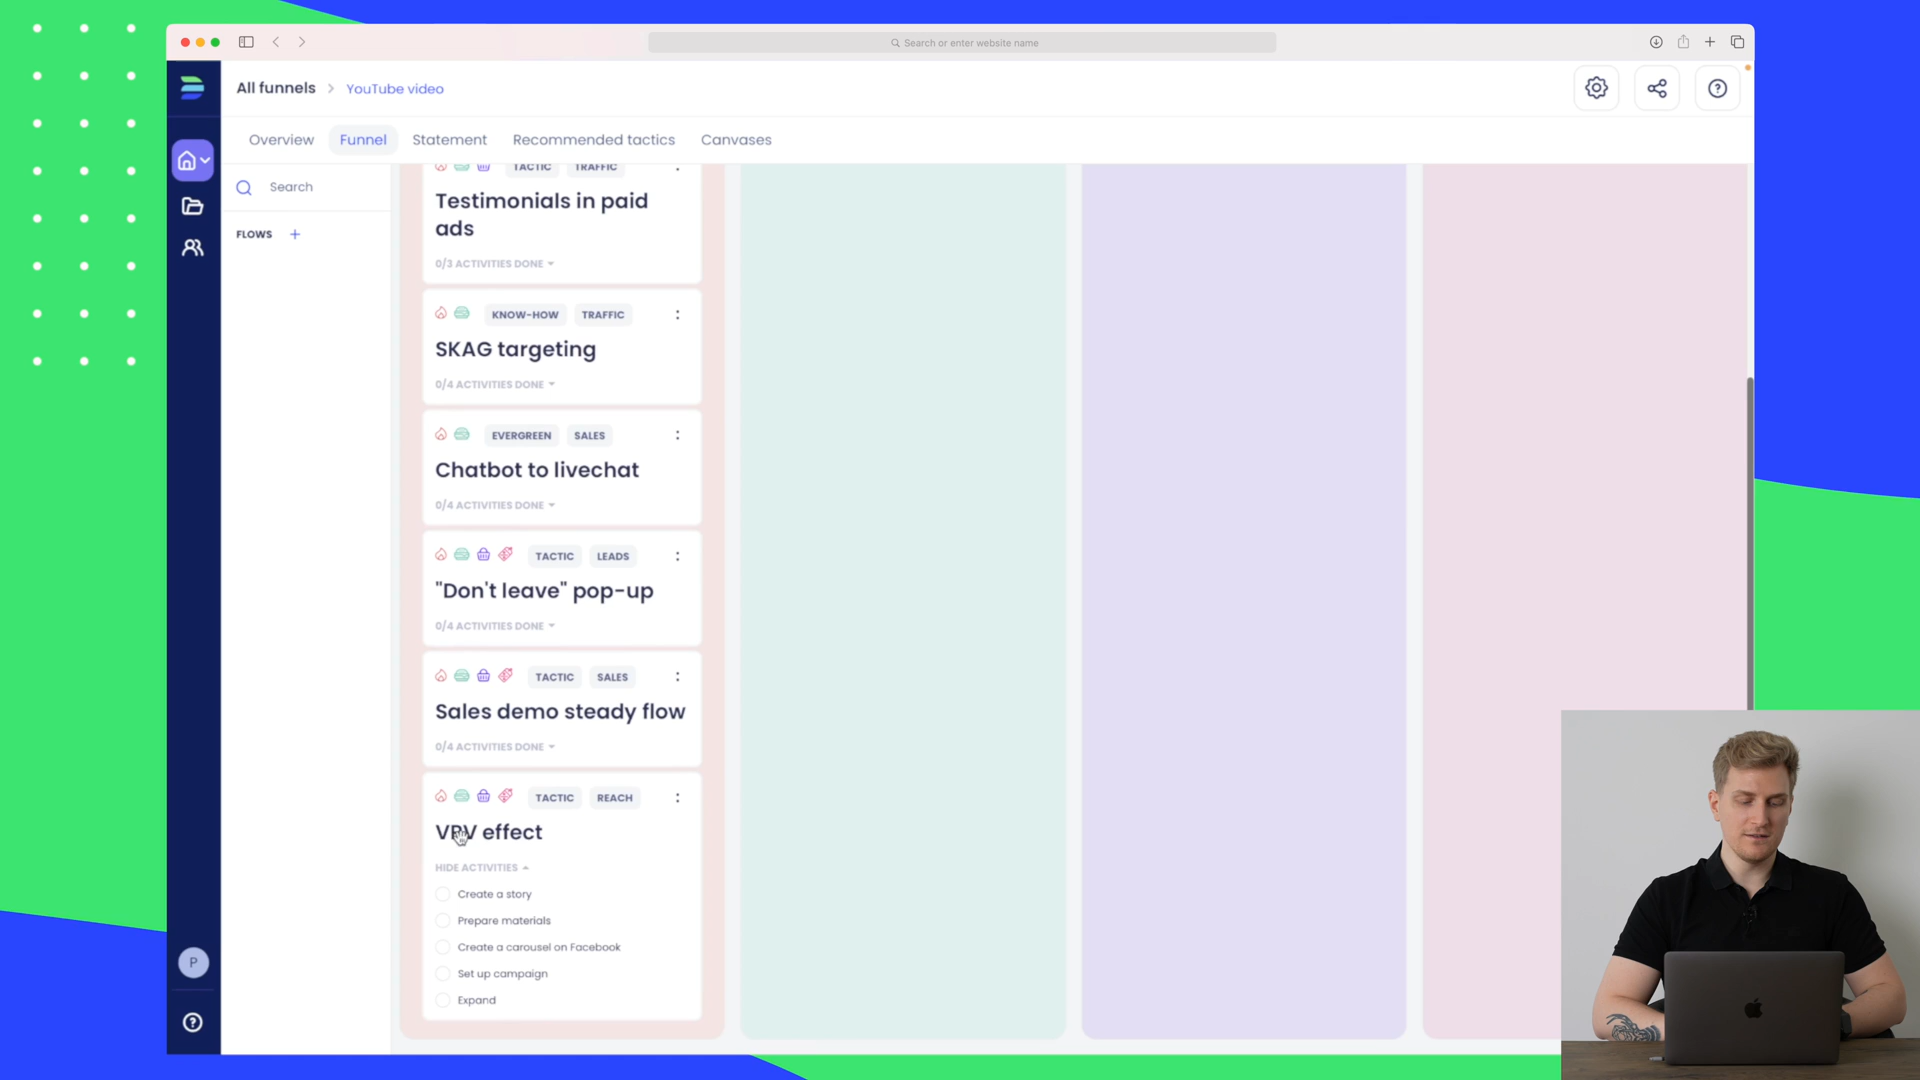 Search or enter website name
All funnels > YouTube video
Overview Funnel Statement Recommended tactics Canvases
Search
FLOWS +
TACTIC TRAFFIC
Testimonials in paid
ads
0/3 ACTIVITIES DONE
KNOW-HOW TRAFFIC
SKAG targeting
0/4 ACTIVITIES DONE
EVERGREEN SALES
Chatbot to livechat
0/4 ACTIVITIES DONE
TACTIC LEADS
"Don't leave" pop-up
0/4 ACTIVITIES DONE
TACTIC SALES
Sales demo steady flow
0/4 ACTIVITIES DONE
TACTIC REACH
effect
HIDE ACTIVITIES
Create a story
Prepare materials
Create a carousel on Facebook
Set up campaign
Expand
P